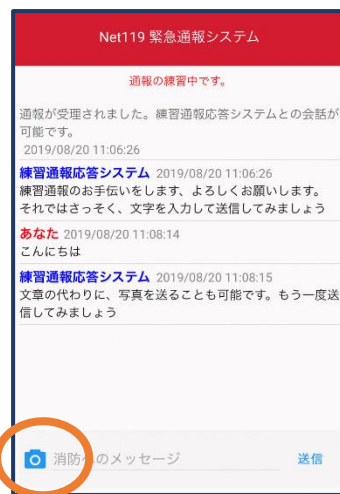 Net119 緊急通報システム
通報の練習中です。
通報が受理されました。練習通報応答システムとの会話が
可能です。
2019/08/20 11:06:26
練習通報応答システム 2019/08/20 11:06:26
練習通報のお手伝いをします、よろしくお願いします。
それではさっそく、文字を入力して送信してみましょう
あなた 2019/08/20 11:08:14
こんにちは
練習通報応答システム 2019/08/20 11:08:15
文章の代わりに、写真を送ることも可能です。もう一度送
信してみましょう
消防へのメッセージ 送信